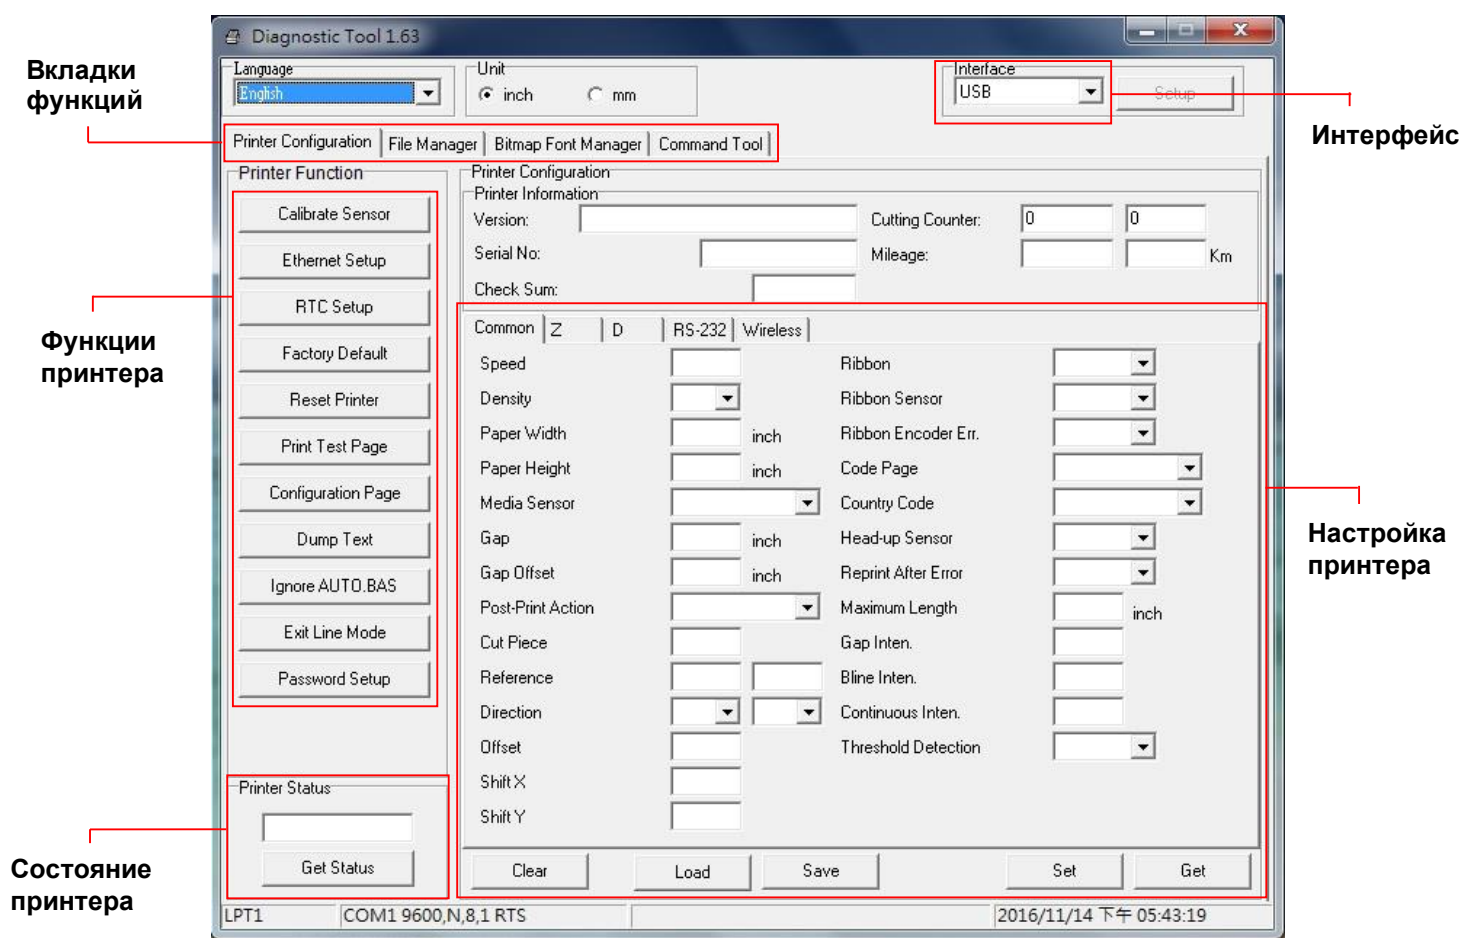 Diagnostic Tool 1.63
Language
English
Unit
inch
mm
Interface
USB
Setup
Вкладки
функций
Интерфейс
Printer Configuration
File Manager
Bitmap Font Manager
Command Tool
Printer Function
Calibrate Sensor
Ethernet Setup
RTC Setup
Factory Default
Reset Printer
Print Test Page
Configuration Page
Dump Text
Ignore AUTO.BAS
Exit Line Mode
Password Setup
Функции
принтера
Printer Configuration
Printer Information
Version:
Cutting Counter:
0
0
Serial No:
Mileage:
Km
Check Sum:
Common
Z
D
RS-232
Wireless
Speed
Ribbon
Density
Ribbon Sensor
Paper Width
inch
Ribbon Encoder Err.
Paper Height
inch
Code Page
Media Sensor
Country Code
Gap
inch
Head-up Sensor
Gap Offset
inch
Reprint After Error
Post-Print Action
Maximum Length
inch
Cut Piece
Gap Inten.
Reference
Bline Inten.
Direction
Continuous Inten.
Offset
Threshold Detection
Shift X
Shift Y
Настройка
принтера
Clear
Load
Save
Set
Get
Printer Status
Get Status
Состояние
принтера
LPT1
COM1 9600,N,8,1 RTS
2016/11/14 下午 05:43:19